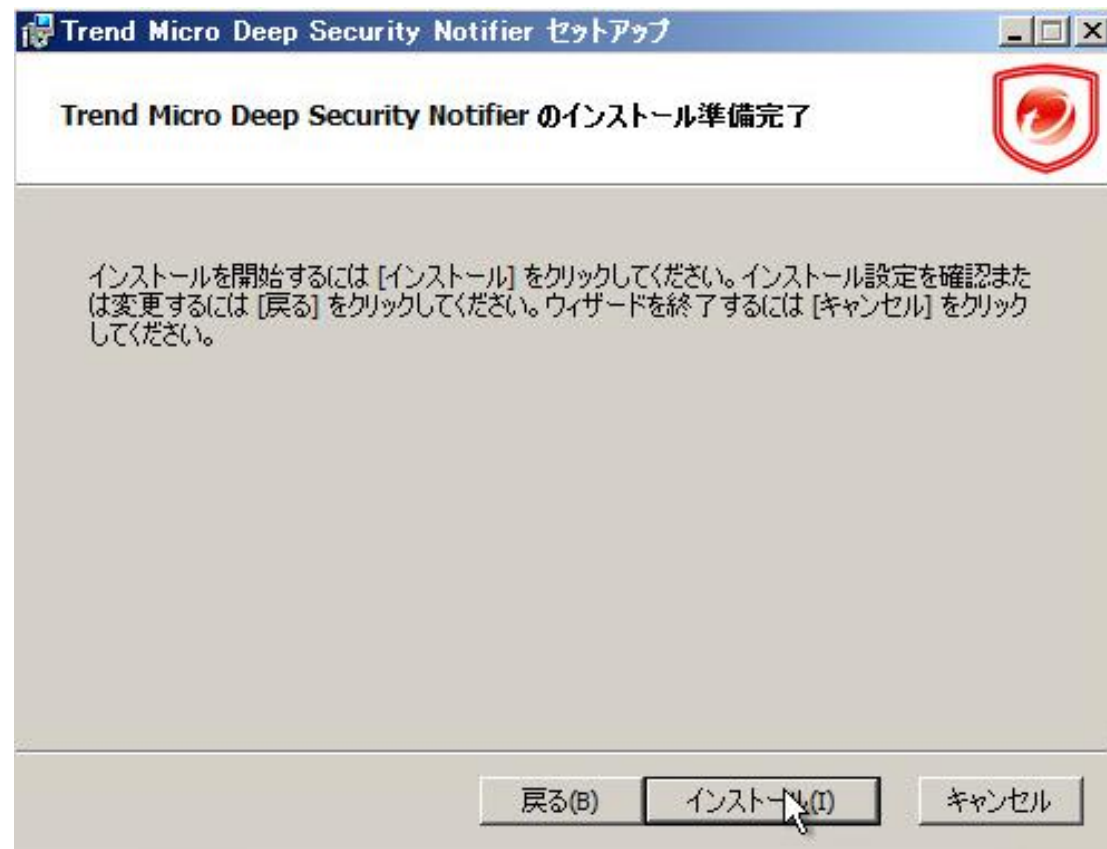 Trend Micro Deep Security Notifier セットアップ
Trend Micro Deep Security Notifier のインストール準備完了
インストールを開始するには [インストール] をクリックしてください。インストール設定を確認また
は変更するには [戻る] をクリックしてください。ウィザードを終了するには [キャンセル] をクリック
してください。
戻る(B) インストール(I) キャンセル